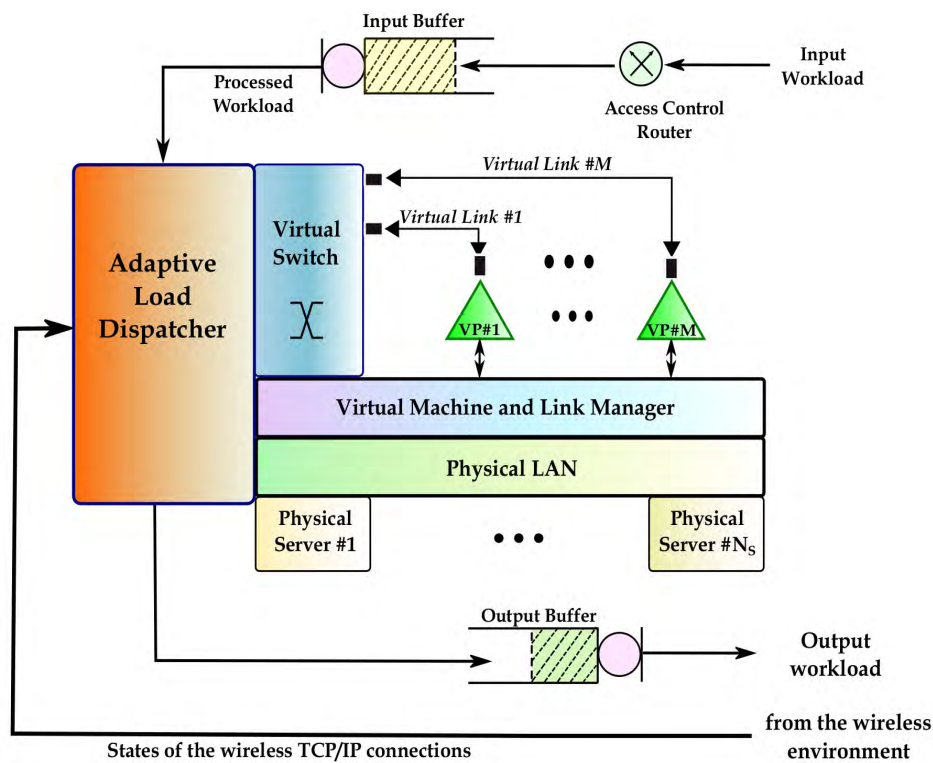 Input Buffer
Input
Workload
Processed
Workload
Access Control
Router
Virtual Link #M
Virtual Link #1
Virtual
Switch
Adaptive
Load
Dispatcher
VP#1
VP#M
Virtual Machine and Link Manager
Physical LAN
Physical
Server #1
Physical
Server #NS
Output Buffer
Output
workload
from the wireless
environment
States of the wireless TCP/IP connections